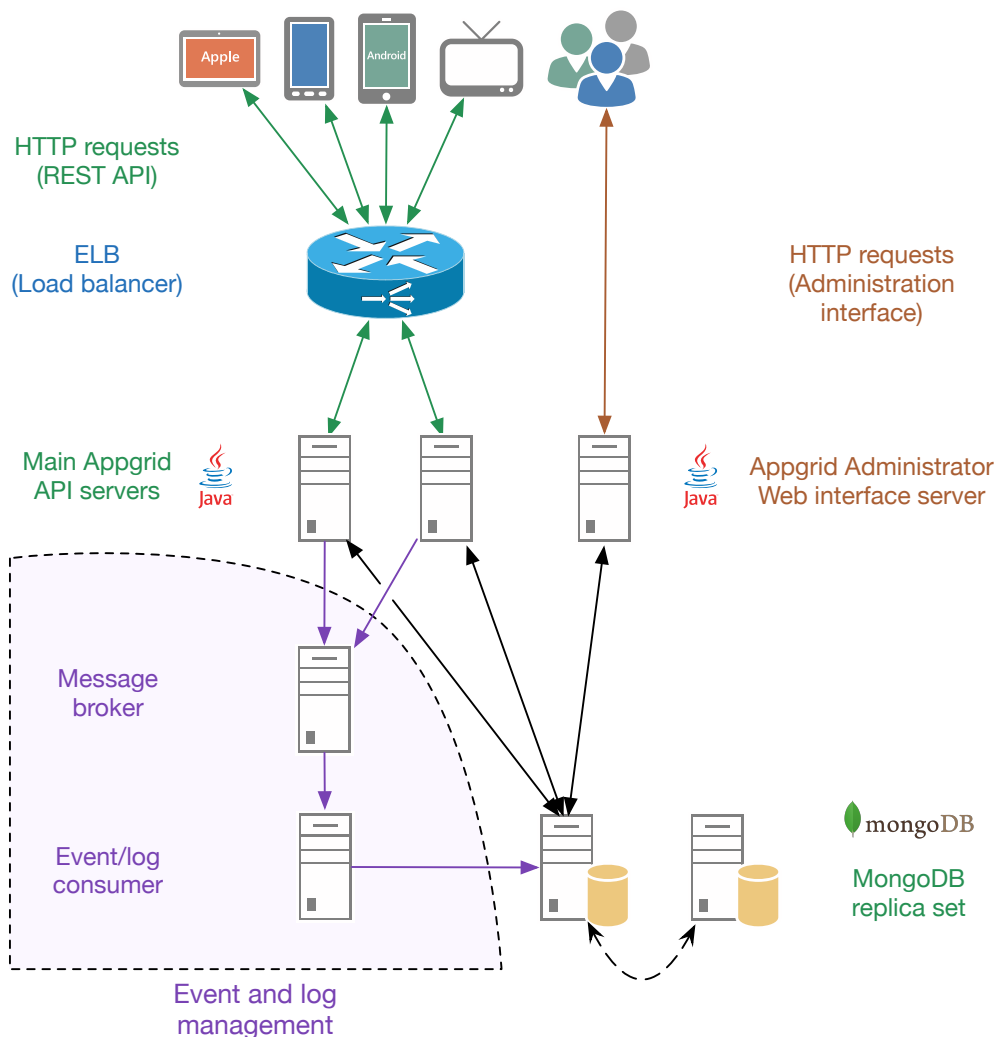 Apple
Android
HTTP requests
(REST API)
ELB
(Load balancer)
HTTP requests
(Administration
interface)
Main Appgrid
API servers
Java
Java
Appgrid Administrator
Web interface server
Message
broker
Event/log
consumer
mongoDB
MongoDB
replica set
Event and log
management